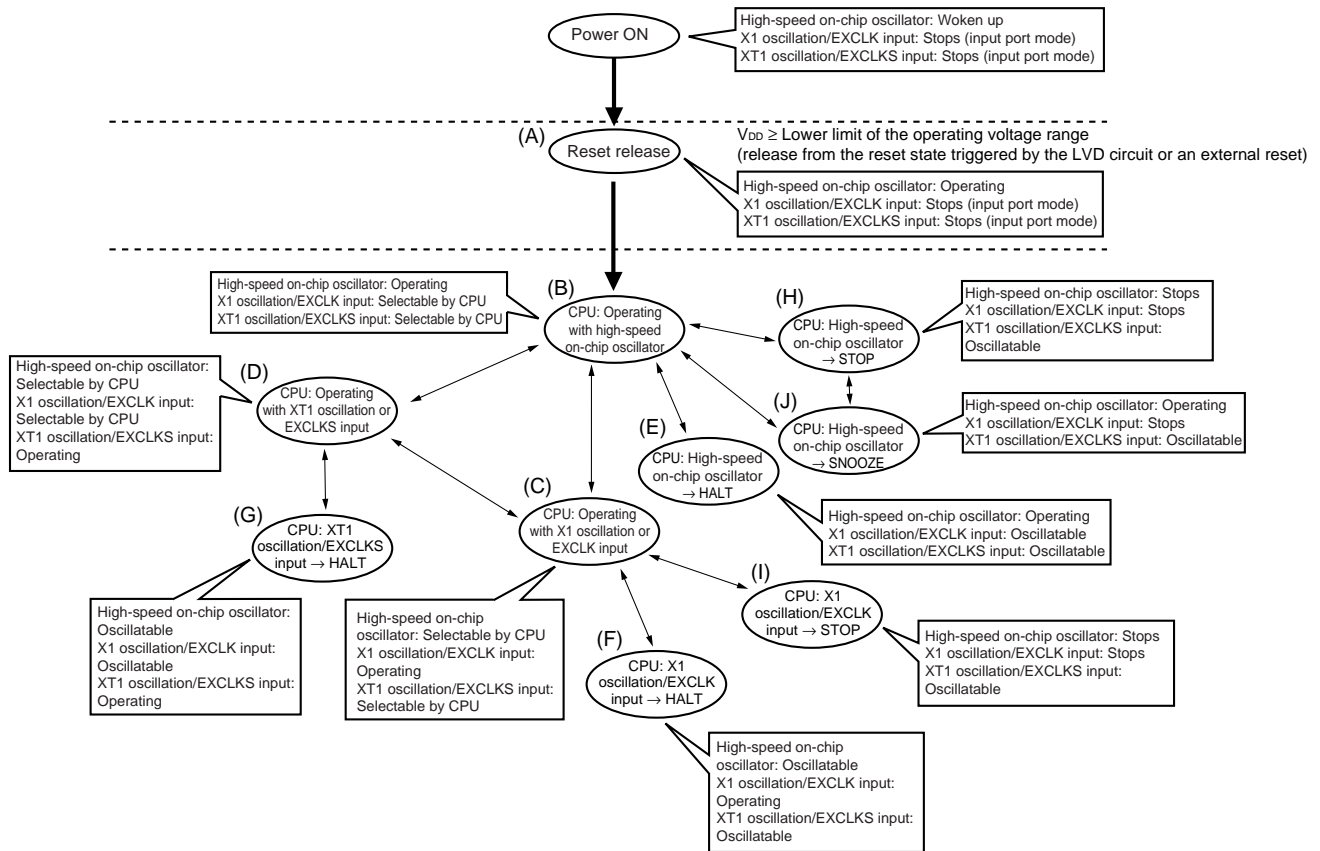 Power ON
High-speed on-chip oscillator: Woken up
X1 oscillation/EXCLK input: Stops (input port mode)
XT1 oscillation/EXCLKS input: Stops (input port mode)
(A)
Reset release
VDD ≥ Lower limit of the operating voltage range
(release from the reset state triggered by the LVD circuit or an external reset)
High-speed on-chip oscillator: Operating
X1 oscillation/EXCLK input: Stops (input port mode)
XT1 oscillation/EXCLKS input: Stops (input port mode)
High-speed on-chip oscillator: Operating
X1 oscillation/EXCLK input: Selectable by CPU
XT1 oscillation/EXCLKS input: Selectable by CPU
(B)
CPU: Operating
with high-speed
on-chip oscillator
(H)
CPU: High-speed
on-chip oscillator
→ STOP
High-speed on-chip oscillator: Stops
X1 oscillation/EXCLK input: Stops
XT1 oscillation/EXCLKS input:
Oscillatable
High-speed on-chip oscillator:
Selectable by CPU
X1 oscillation/EXCLK input:
Selectable by CPU
XT1 oscillation/EXCLKS input:
Operating
(D)
CPU: Operating
with XT1 oscillation or
EXCLKS input
(J)
CPU: High-speed
on-chip oscillator
→ SNOOZE
High-speed on-chip oscillator: Operating
X1 oscillation/EXCLK input: Stops
XT1 oscillation/EXCLKS input: Oscillatable
(E)
CPU: High-speed
on-chip oscillator
→ HALT
High-speed on-chip oscillator: Operating
X1 oscillation/EXCLK input: Oscillatable
XT1 oscillation/EXCLKS input: Oscillatable
(C)
CPU: Operating
with X1 oscillation or
EXCLK input
(G)
CPU: XT1
oscillation/EXCLKS
input → HALT
High-speed on-chip oscillator:
Oscillatable
X1 oscillation/EXCLK input:
Oscillatable
XT1 oscillation/EXCLKS input:
Operating
High-speed on-chip
oscillator: Selectable by CPU
X1 oscillation/EXCLK input:
Operating
XT1 oscillation/EXCLKS input:
Selectable by CPU
(I)
CPU: X1
oscillation/EXCLK
input → STOP
High-speed on-chip oscillator: Stops
X1 oscillation/EXCLK input: Stops
XT1 oscillation/EXCLKS input:
Oscillatable
(F)
CPU: X1
oscillation/EXCLK
input → HALT
High-speed on-chip
oscillator: Oscillatable
X1 oscillation/EXCLK input:
Operating
XT1 oscillation/EXCLKS input:
Oscillatable